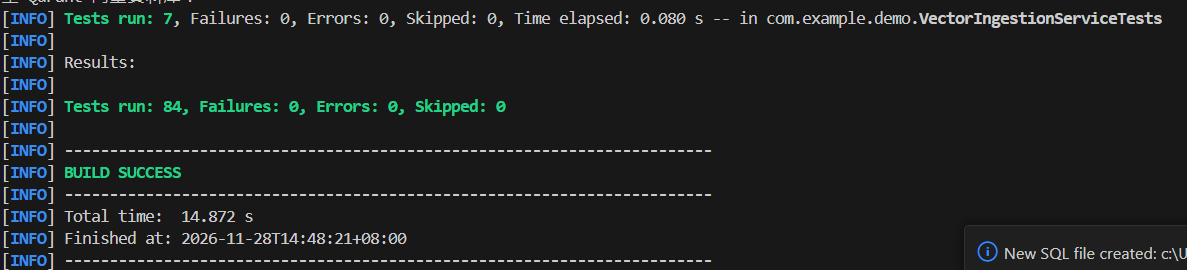 [INFO] Tests run: 7, Failures: 0, Errors: 0, Skipped: 0, Time elapsed: 0.080 s -- in com.example.demo.VectorIngestionServiceTests
[INFO]
[INFO] Results:
[INFO]
[INFO] Tests run: 84, Failures: 0, Errors: 0, Skipped: 0
[INFO]
[INFO] ------------------------------------------------------------------------
[INFO] BUILD SUCCESS
[INFO] ------------------------------------------------------------------------
[INFO] Total time:  14.872 s
[INFO] Finished at: 2026-11-28T14:48:21+08:00
[INFO] ------------------------------------------------------------------------
New SQL file created: c:\U